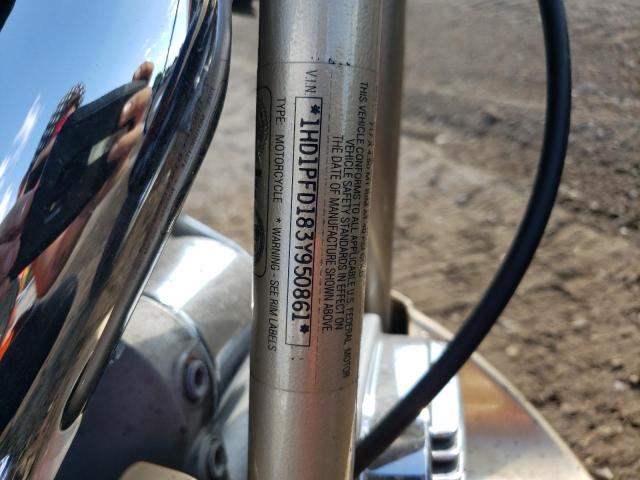 THIS VEHICLE CONFORMS TO ALL APPLICABLE U.S. FEDERAL MOTOR
VEHICLE SAFETY STANDARDS IN EFFECT ON
THE DATE OF MANUFACTURE SHOWN ABOVE.
V.I.N.
*1HD1PFD183Y950861*
TYPE: MOTORCYCLE * WARNING - SEE RIM LABELS